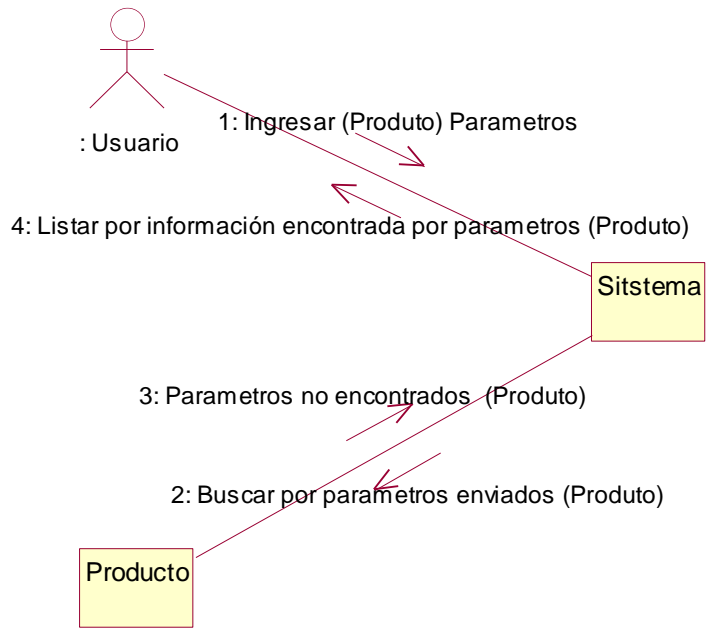 : Usuario
1: Ingresar (Produto) Parametros
4: Listar por información encontrada por parametros (Produto)
Sitstema
3: Parametros no encontrados (Produto)
2: Buscar por parametros enviados (Produto)
Producto